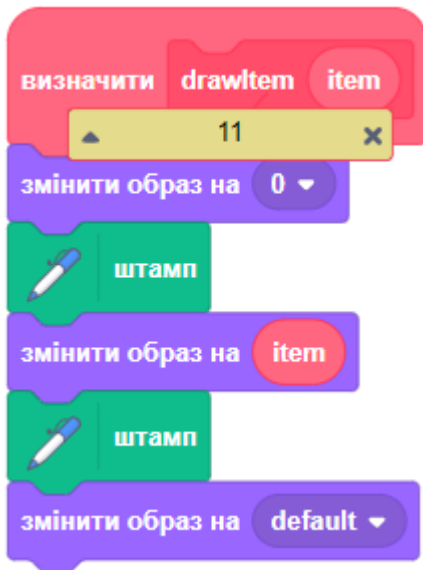 визначити drawItem item
11
змінити образ на 0
штамп
змінити образ на item
штамп
змінити образ на default